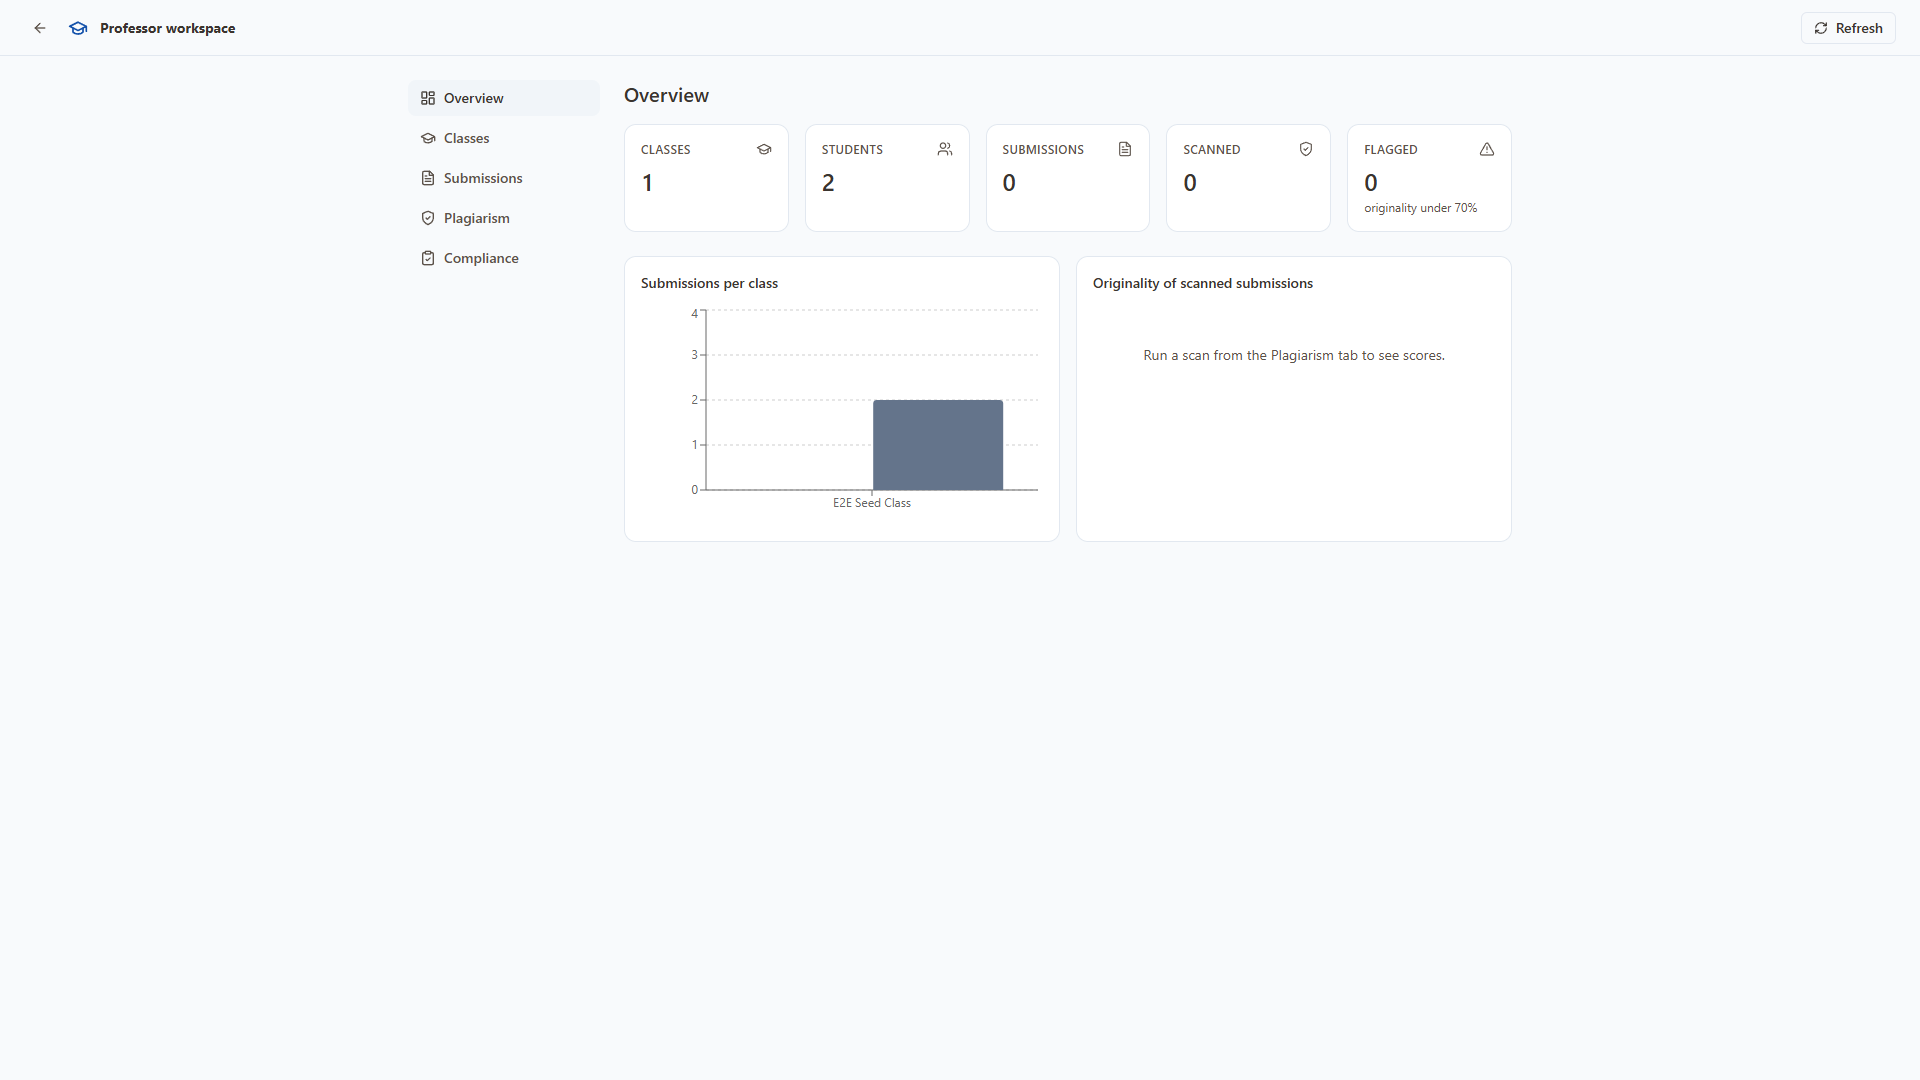 Professor workspace
Refresh
Overview
Classes
Submissions
Plagiarism
Compliance
Overview
CLASSES
1
STUDENTS
2
SUBMISSIONS
0
SCANNED
0
FLAGGED
0
originality under 70%
Submissions per class
4
3
2
1
0
E2E Seed Class
Originality of scanned submissions
Run a scan from the Plagiarism tab to see scores.